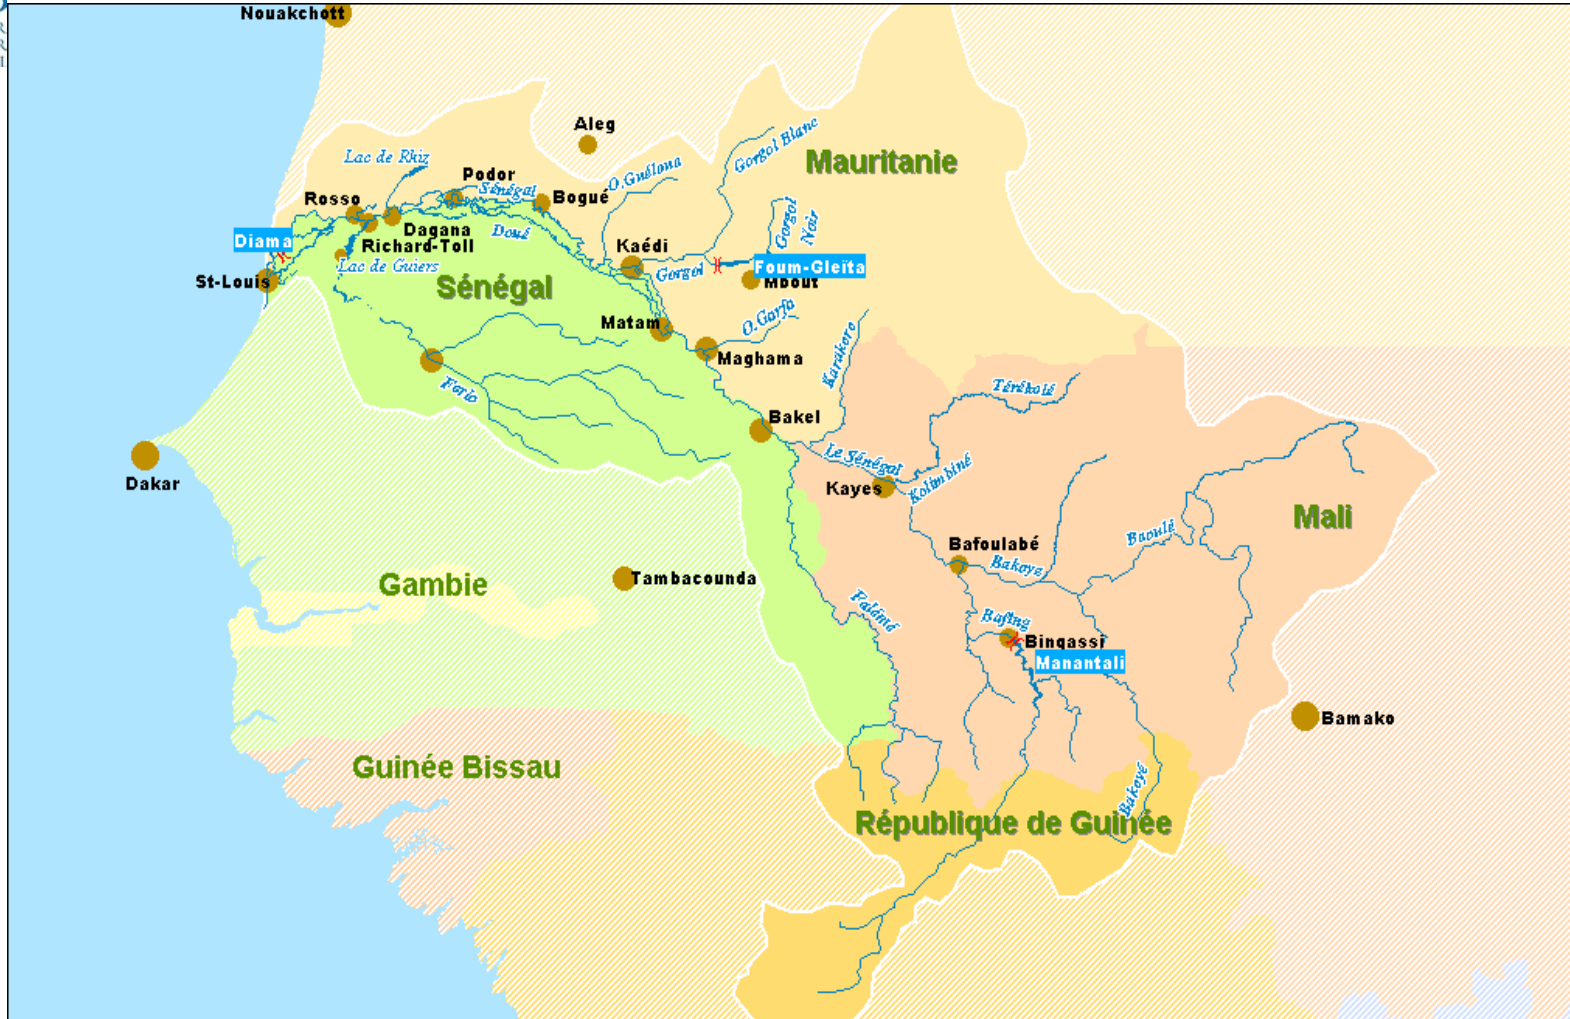 Nouakchott
Aleg
Gorgol Blanc
Mauritanie
Lac de Rkiz
O.Guélona
Podor
Sénégal
Bogué
Rosso
Gorgol
Noir
Dagana
Doué
Diama
Richard-Toll
Kaédi
Lac de Guiers
Gorgol
Foum-Gleïta
St-Louis
Mbout
Sénégal
O.Garfa
Matam
Maghama
Karakoro
Ferlo
Térékolé
Bakel
Le Sénégal
Kolimbiné
Dakar
Kayes
Mali
Baoulé
Bafoulabé
Bakoye
Gambie
Tambacounda
Falémé
Bafing
Bingassi
Manantali
Bamako
Guinée Bissau
Bakoyé
République de Guinée